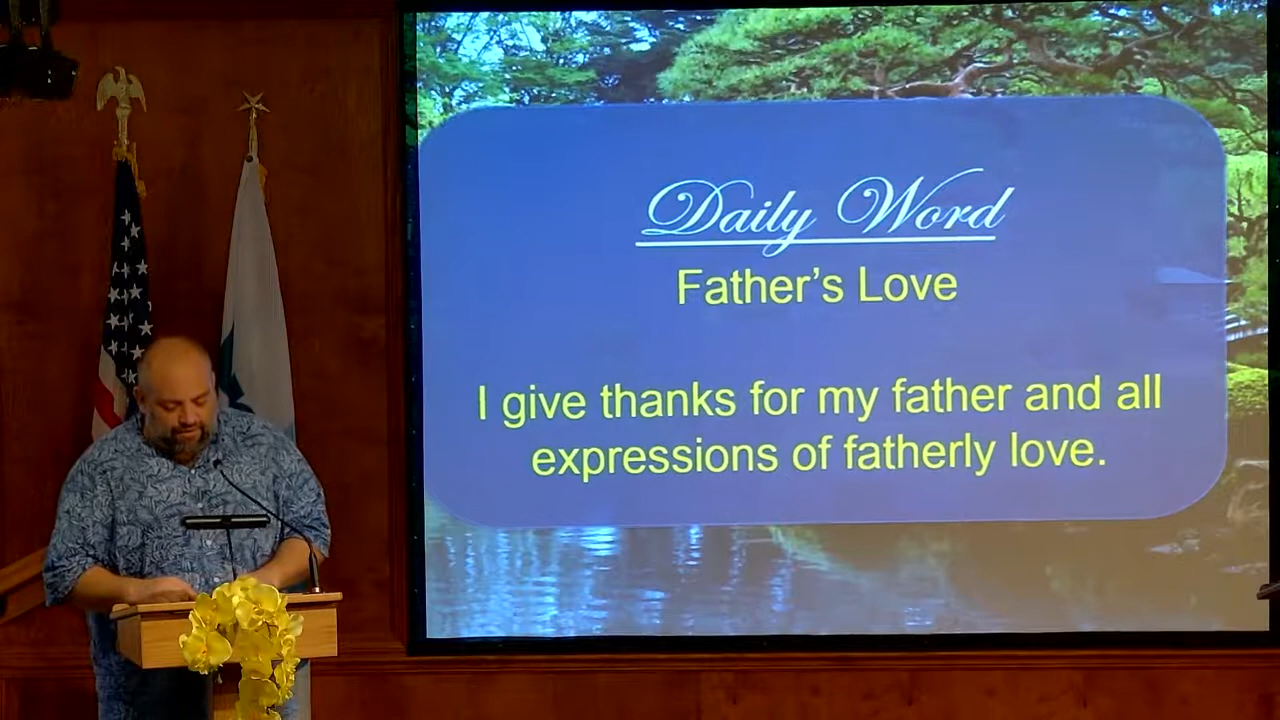 Daily Word
Father’s Love
I give thanks for my father and all
expressions of fatherly love.